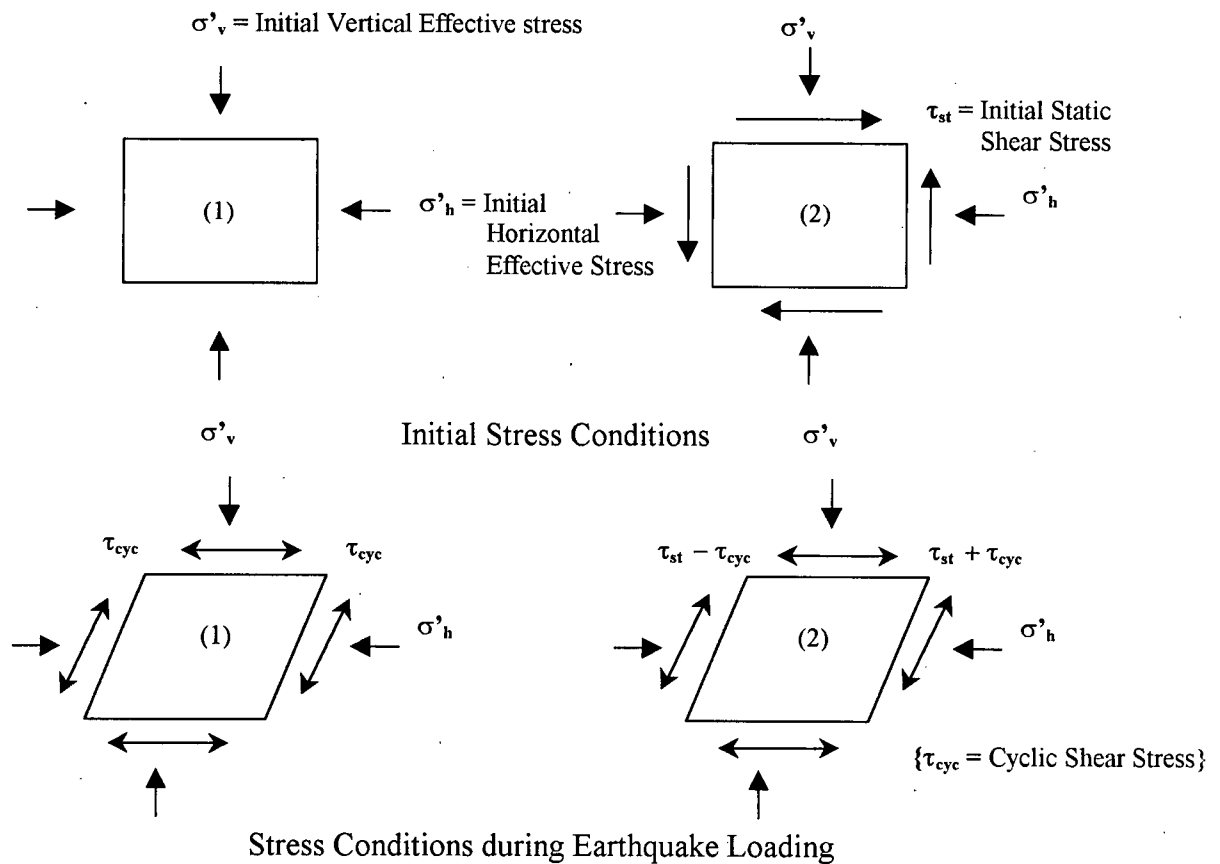 σ'v = Initial Vertical Effective stress
σ'v
τst = Initial Static
Shear Stress
(1)
σ'h = Initial
Horizontal
Effective Stress
(2)
σ'h
σ'v
Initial Stress Conditions
σ'v
τcyc
τcyc
τst − τcyc
τst + τcyc
(1)
σ'h
(2)
σ'h
{τcyc = Cyclic Shear Stress}
Stress Conditions during Earthquake Loading